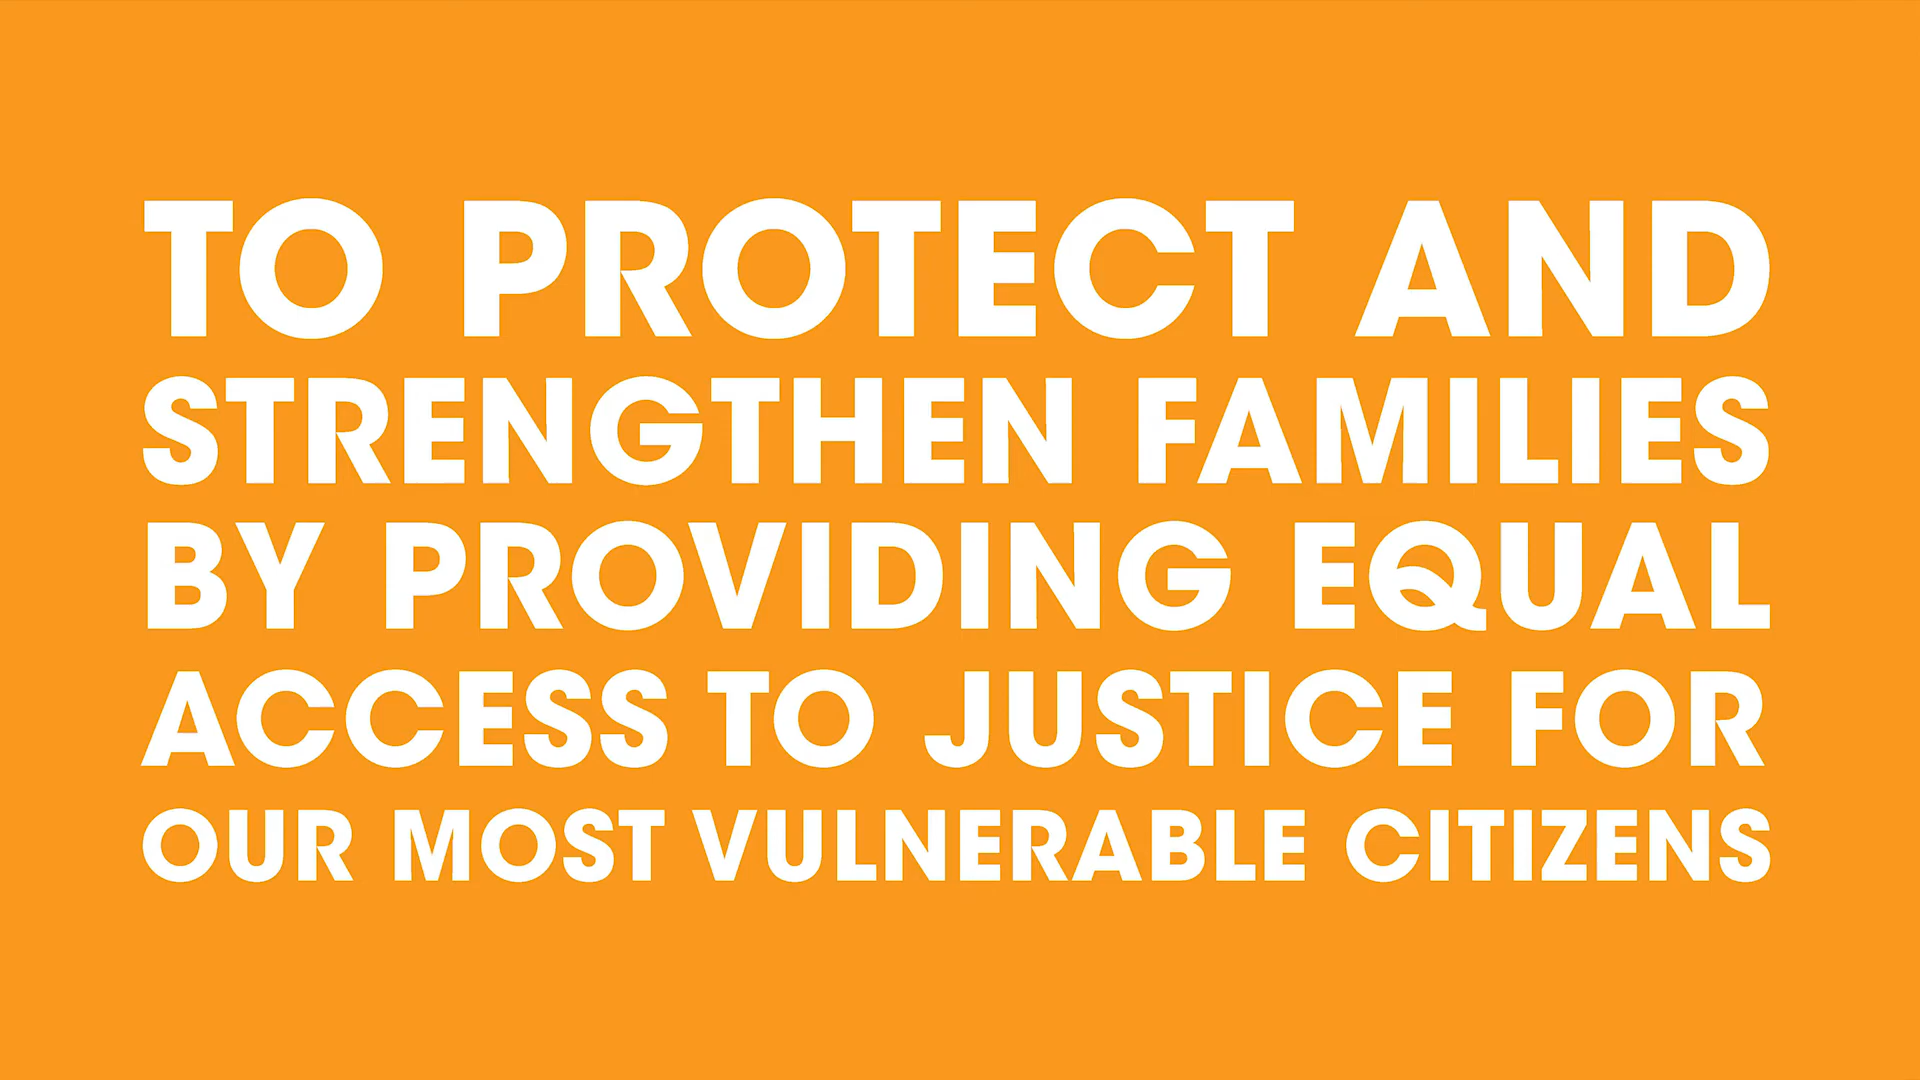 TO PROTECT AND
STRENGTHEN FAMILIES
BY PROVIDING EQUAL
ACCESS TO JUSTICE FOR
OUR MOST VULNERABLE CITIZENS